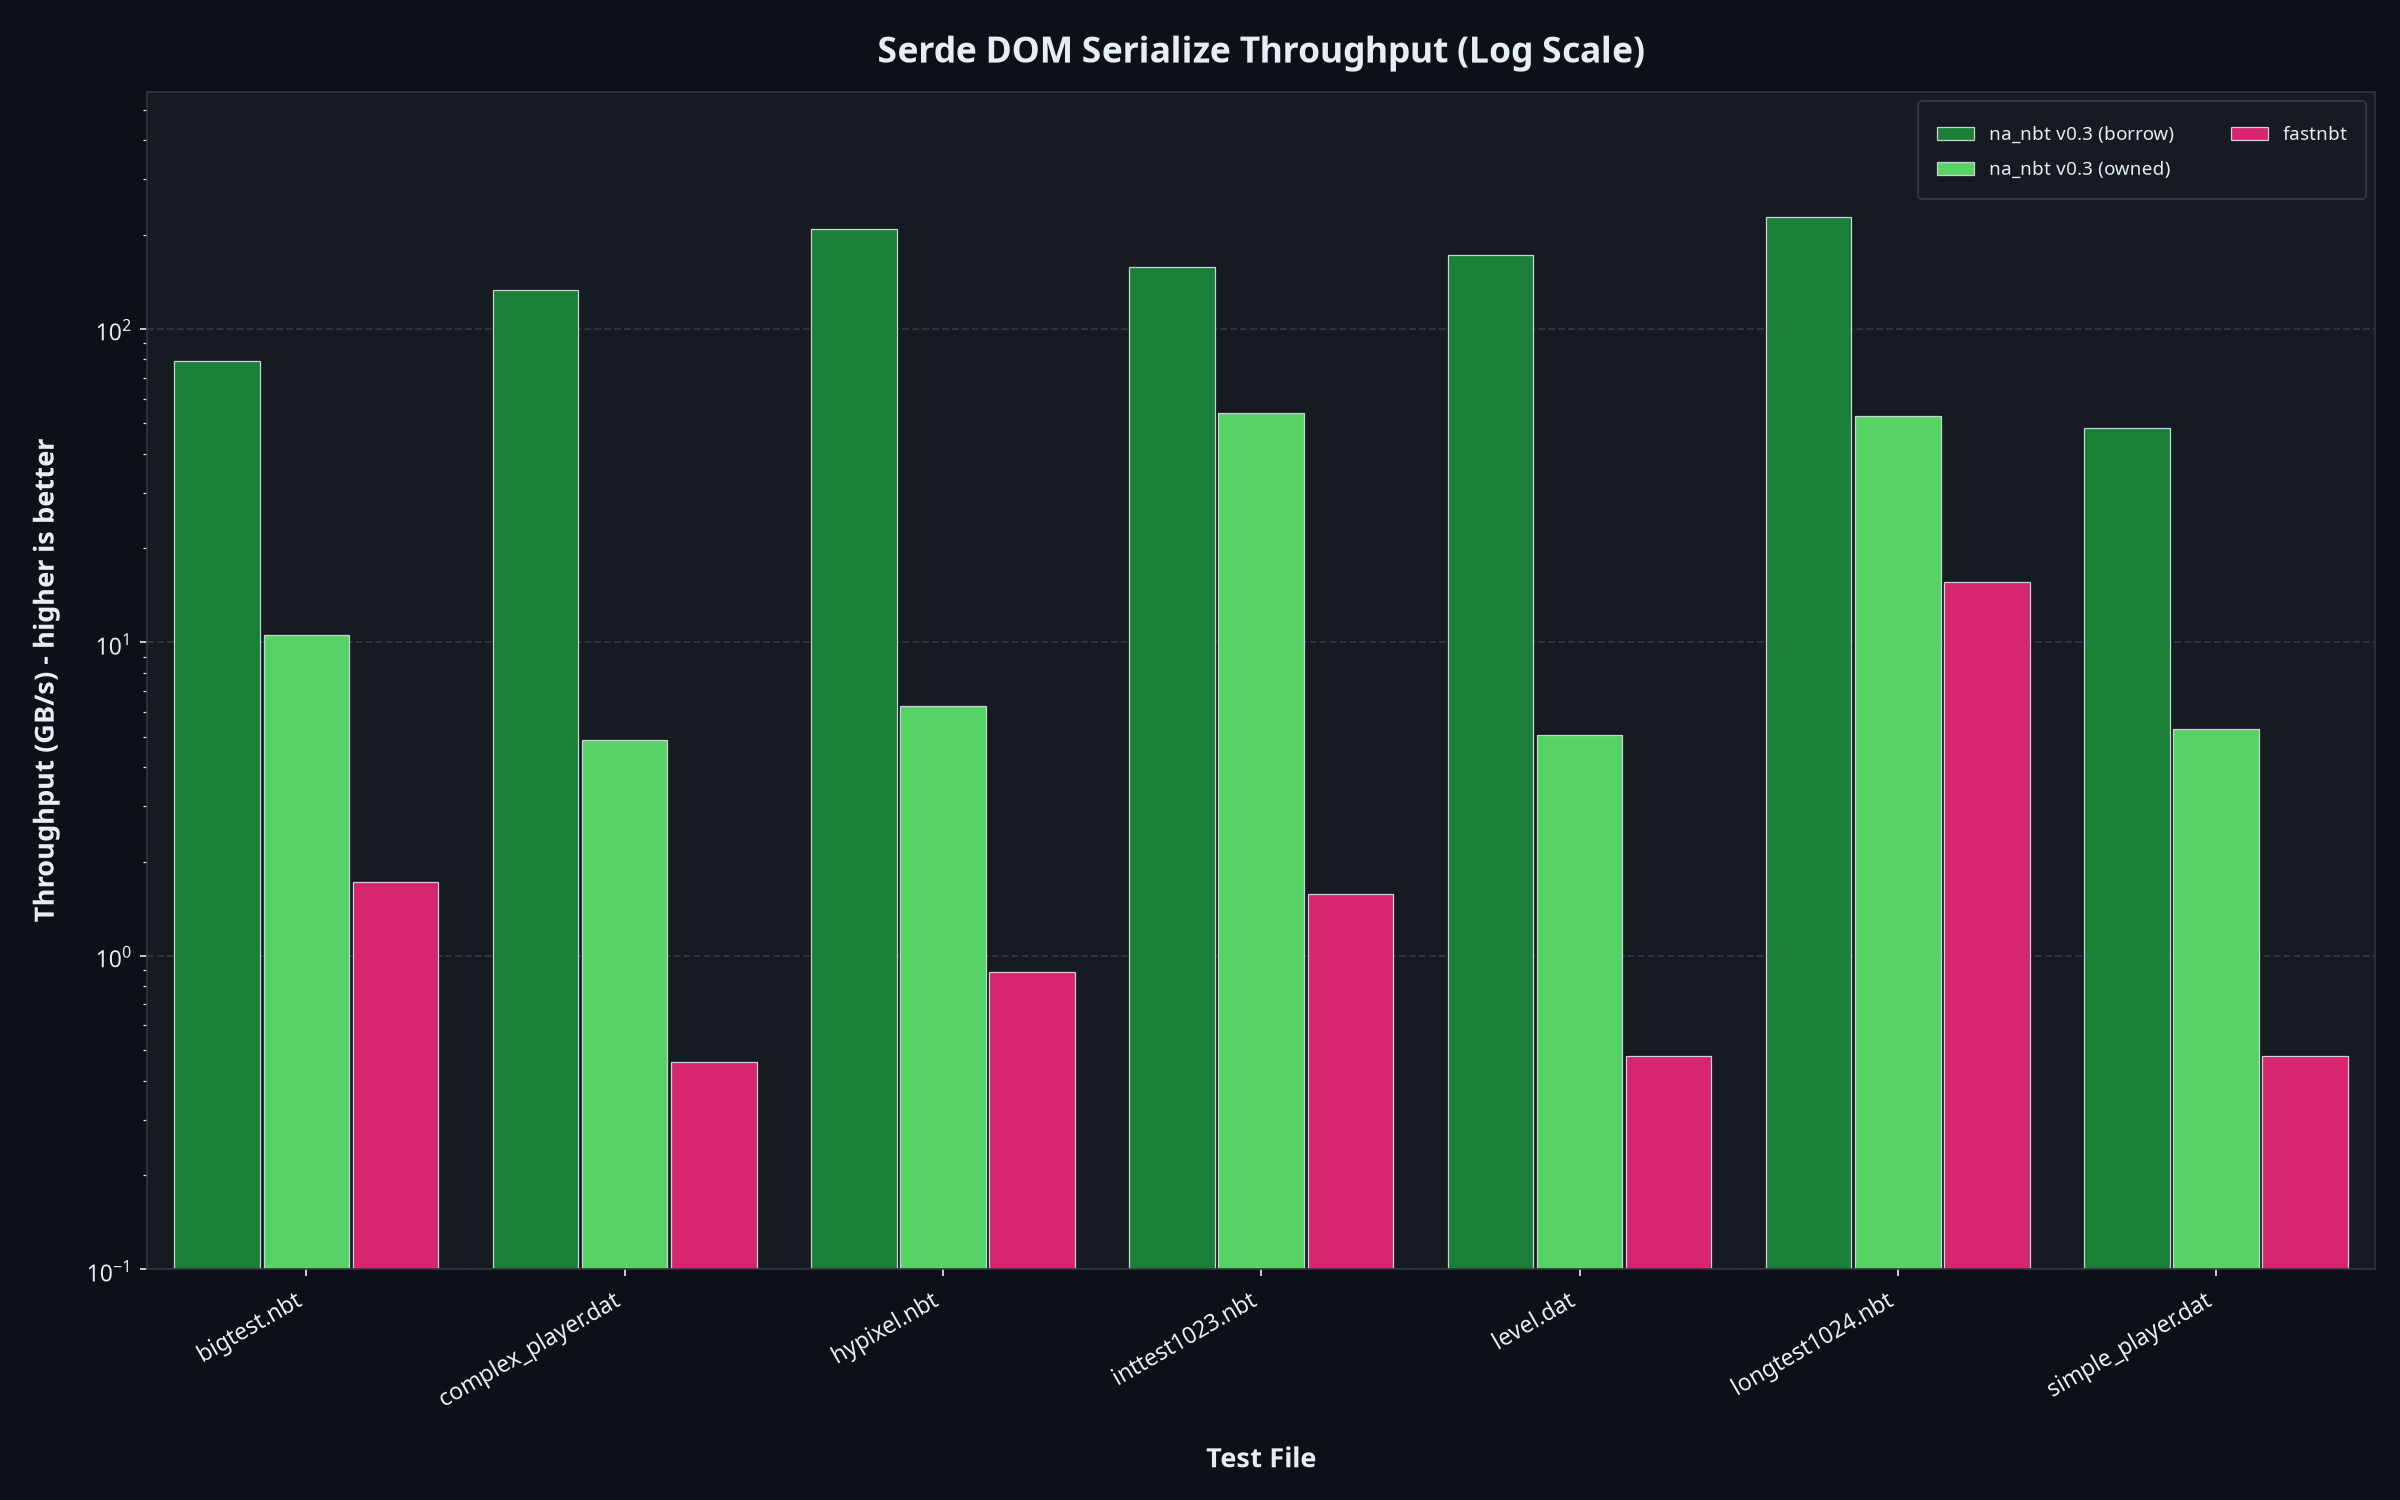 Serde DOM Serialize Throughput (Log Scale)
na_nbt v0.3 (borrow)
na_nbt v0.3 (owned)
fastnbt
Throughput (GB/s) - higher is better
10²
10¹
10⁰
10⁻¹
bigtest.nbt
complex_player.dat
hypixel.nbt
inttest1023.nbt
level.dat
longtest1024.nbt
simple_player.dat
Test File